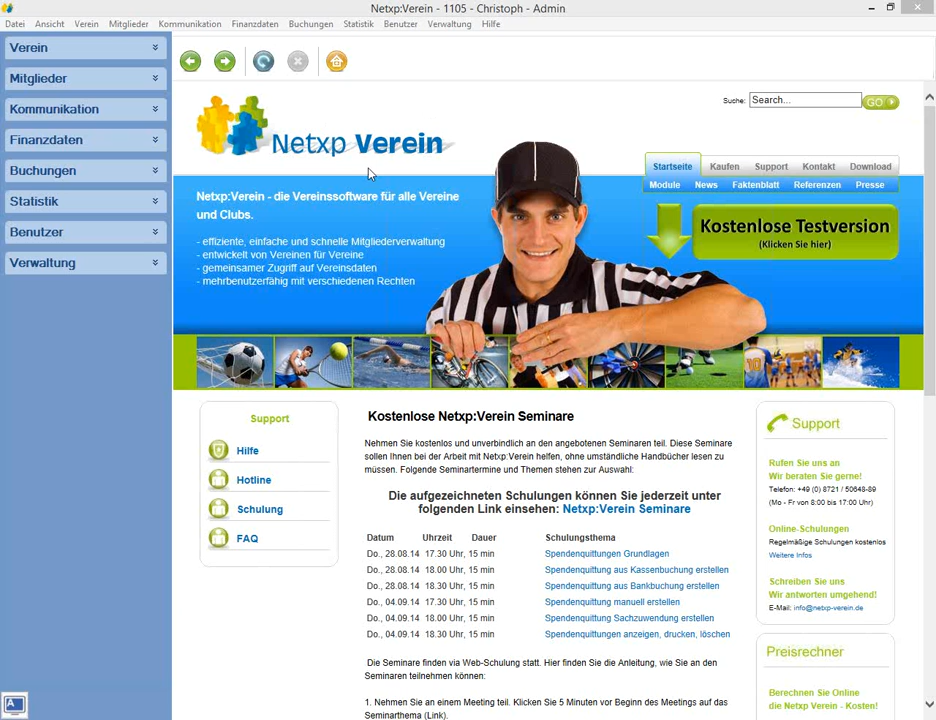 Netxp:Verein - 1105 - Christoph - Admin
Datei Ansicht Verein Mitglieder Kommunikation Finanzdaten Buchungen Statistik Benutzer Verwaltung Hilfe
Verein
Mitglieder
Kommunikation
Finanzdaten
Buchungen
Statistik
Benutzer
Verwaltung
Netxp Verein
Suche: Search... GO
Startseite Kaufen Support Kontakt Download
Module News Faktenblatt Referenzen Presse
Kostenlose Testversion
(Klicken Sie hier)
Netxp:Verein - die Vereinssoftware für alle Vereine
und Clubs.
- effiziente, einfache und schnelle Mitgliederverwaltung
- entwickelt von Vereinen für Vereine
- gemeinsamer Zugriff auf Vereinsdaten
- mehrbenutzerfähig mit verschiedenen Rechten
Support
Hilfe
Hotline
Schulung
FAQ
Kostenlose Netxp:Verein Seminare
Nehmen Sie kostenlos und unverbindlich an den angebotenen Seminaren teil. Diese Seminare
sollen Ihnen bei der Arbeit mit Netxp:Verein helfen, ohne umständliche Handbücher lesen zu
müssen. Folgende Seminartermine und Themen stehen zur Auswahl:
Die aufgezeichneten Schulungen können Sie jederzeit unter
folgenden Link einsehen: Netxp:Verein Seminare
Datum Uhrzeit Dauer Schulungsthema
Do., 28.08.14 17.30 Uhr, 15 min Spendenquittungen Grundlagen
Do., 28.08.14 18.00 Uhr, 15 min Spendenquittung aus Kassenbuchung erstellen
Do., 28.08.14 18.30 Uhr, 15 min Spendenquittung aus Bankbuchung erstellen
Do., 04.09.14 17.30 Uhr, 15 min Spendenquittung manuell erstellen
Do., 04.09.14 18.00 Uhr, 15 min Spendenquittung Sachzuwendung erstellen
Do., 04.09.14 18.30 Uhr, 15 min Spendenquittungen anzeigen, drucken, löschen
Die Seminare finden via Web-Schulung statt. Hier finden Sie die Anleitung, wie Sie an den
Seminaren teilnehmen können:
1. Nehmen Sie an einem Meeting teil. Klicken Sie 5 Minuten vor Beginn des Meetings auf das
Seminarthema (Link).
Support
Rufen Sie uns an
Wir beraten Sie gerne!
Telefon: +49 (0) 8721 / 50648-89
(Mo - Fr von 8:00 bis 17:00 Uhr)
Online-Schulungen
Regelmäßige Schulungen kostenlos
Weitere Infos
Schreiben Sie uns
Wir antworten umgehend!
E-Mail: info@netxp-verein.de
Preisrechner
Berechnen Sie Online
die Netxp Verein - Kosten!